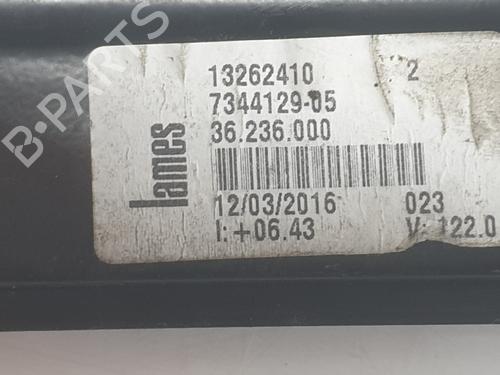 13262410 2
7344129-05
36.236.000
lames
12/03/2016 023
I: +06.43 V: 122.0
B-PARTS